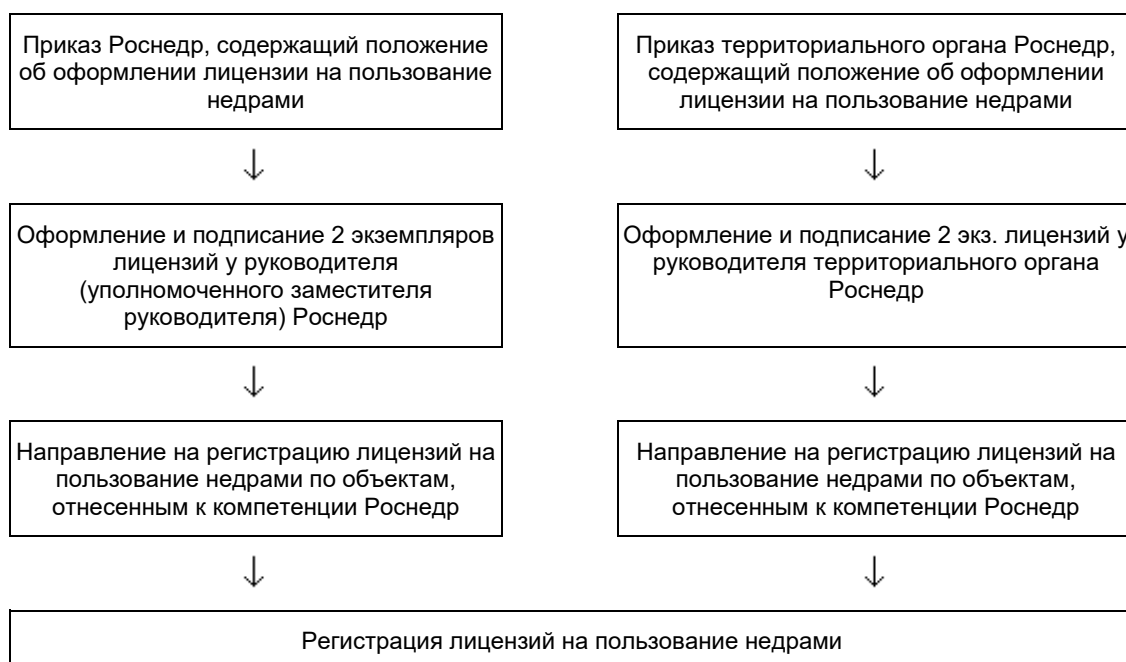 Приказ Роснедр, содержащий положение
об оформлении лицензии на пользование
недрами
Приказ территориального органа Роснедр,
содержащий положение об оформлении
лицензии на пользование недрами
↓
↓
Оформление и подписание 2 экземпляров
лицензий у руководителя
(уполномоченного заместителя
руководителя) Роснедр
Оформление и подписание 2 экз. лицензий у
руководителя территориального органа
Роснедр
↓
↓
Направление на регистрацию лицензий на
пользование недрами по объектам,
отнесенным к компетенции Роснедр
Направление на регистрацию лицензий на
пользование недрами по объектам,
отнесенным к компетенции Роснедр
↓
↓
Регистрация лицензий на пользование недрами